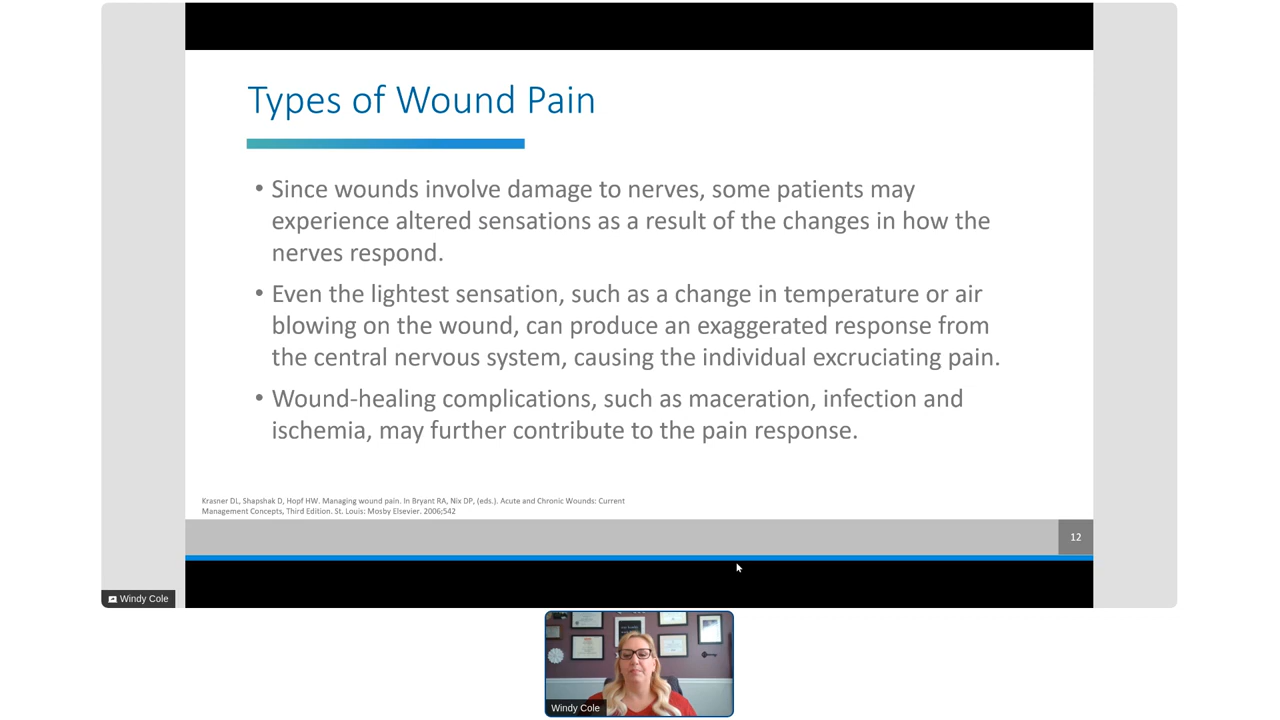 Types of Wound Pain
• Since wounds involve damage to nerves, some patients may
experience altered sensations as a result of the changes in how the
nerves respond.
• Even the lightest sensation, such as a change in temperature or air
blowing on the wound, can produce an exaggerated response from
the central nervous system, causing the individual excruciating pain.
• Wound-healing complications, such as maceration, infection and
ischemia, may further contribute to the pain response.
Krasner DL, Shapshak D, Hopf HW. Managing wound pain. In Bryant RA, Nix DP, (eds.). Acute and Chronic Wounds: Current
Management Concepts, Third Edition. St. Louis: Mosby Elsevier. 2006;542
12
Windy Cole
Windy Cole